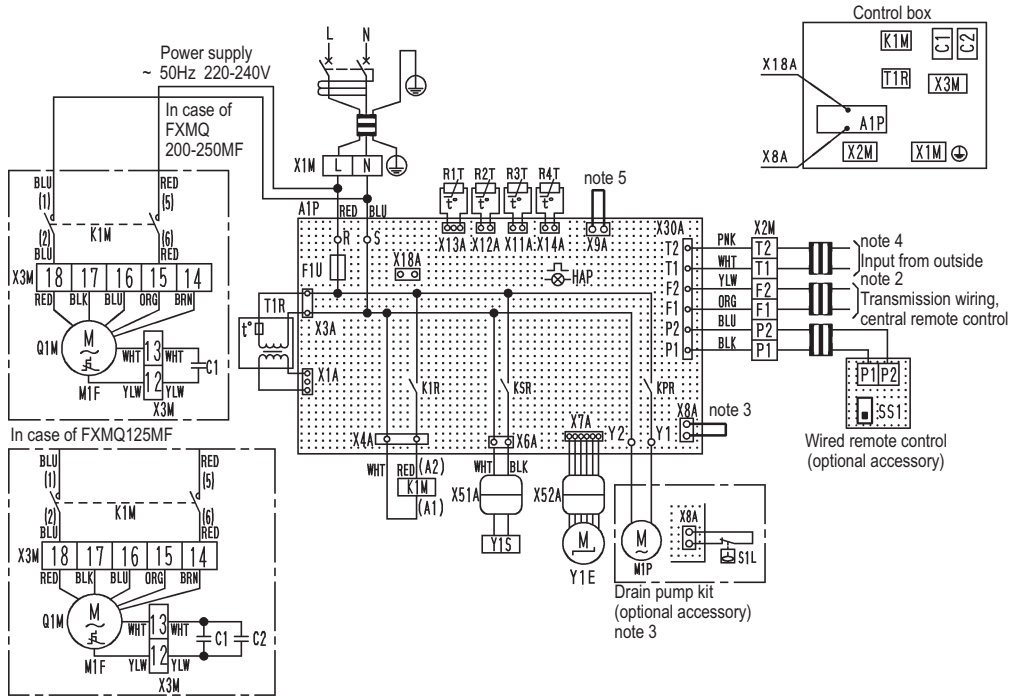 Control box
K1M
C1
C2
X18A
T1R
X3M
A1P
X8A
X2M
X1M
L
N
Power supply
~ 50Hz 220-240V
In case of
FXMQ
200-250MF
X1M
L
N
BLU
(1)
RED
(5)
(2)
K1M
(6)
BLU
RED
X3M
18
17
16
15
14
RED
BLK
BLU
ORG
BRN
M
~
Q1M
WHT
13
WHT
C1
M1F
YLW
12
YLW
X3M
R1T
R2T
R3T
R4T
t°
t°
t°
t°
note 5
A1P
RED
BLU
X13A
X12A
X11A
X14A
X9A
X30A
X2M
R
S
X18A
F1U
HAP
T2
PNK
T2
note 4
T1
WHT
T1
Input from outside
F2
YLW
F2
note 2
F1
ORG
F1
Transmission wiring,
central remote control
P2
BLU
P2
P1
BLK
P1
T1R
t°
X3A
X1A
K1R
KSR
KPR
P1
P2
SS1
Wired remote control
(optional accessory)
X4A
X6A
X7A
Y2
Y1
X8A
note 3
WHT
RED
(A2)
K1M
(A1)
WHT
BLK
X51A
X52A
Y1S
M
Y1E
M
~
M1P
X8A
S1L
Drain pump kit
(optional accessory)
note 3
In case of FXMQ125MF
BLU
(1)
RED
(5)
(2)
K1M
(6)
BLU
RED
X3M
18
17
16
15
14
RED
BLK
BLU
ORG
BRN
M
~
Q1M
WHT
13
WHT
C1
C2
M1F
YLW
12
YLW
X3M